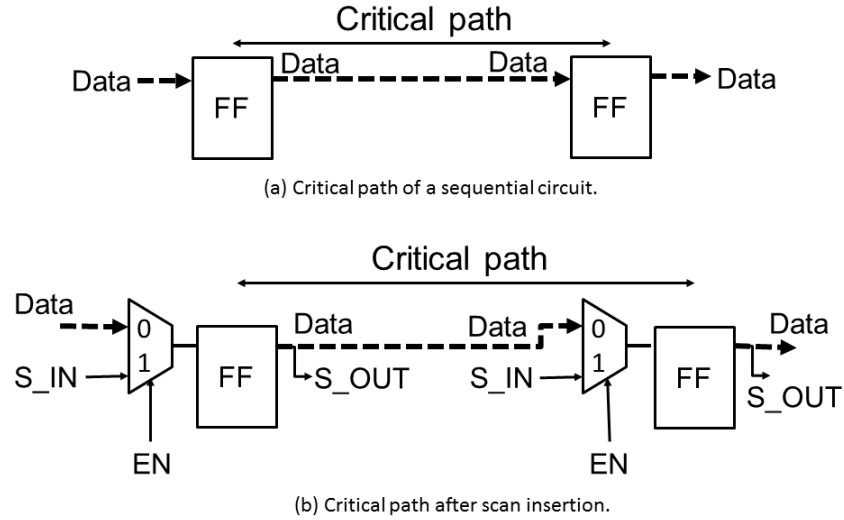 Critical path
Data
Data
Data
Data
FF
FF
(a) Critical path of a sequential circuit.
Critical path
Data
0
1
S_IN
EN
FF
Data
S_OUT
Data
S_IN
0
1
EN
FF
Data
S_OUT
(b) Critical path after scan insertion.